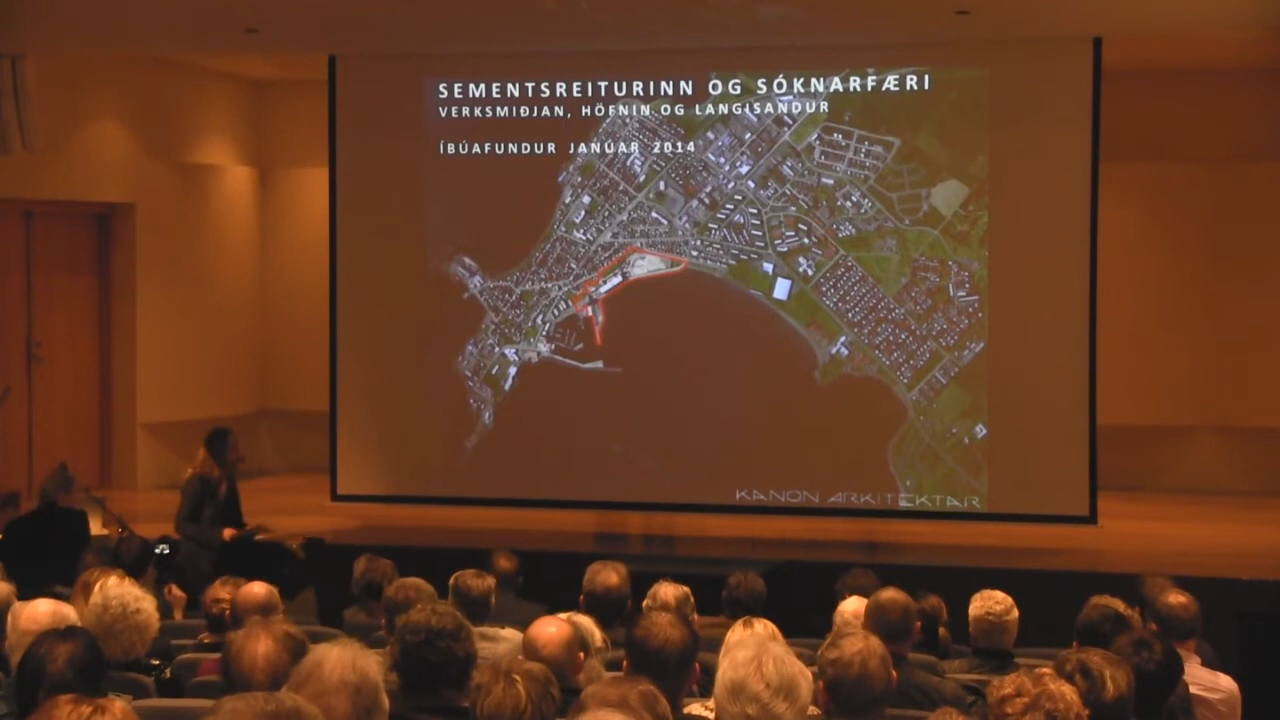 SEMENTSREITURINN OG SÓKNARFÆRI
VERKSMIÐJAN, HÖFNIN OG LANGISANDUR
ÍBÚAFUNDUR JANÚAR 2014
KANON ARKITEKTAR